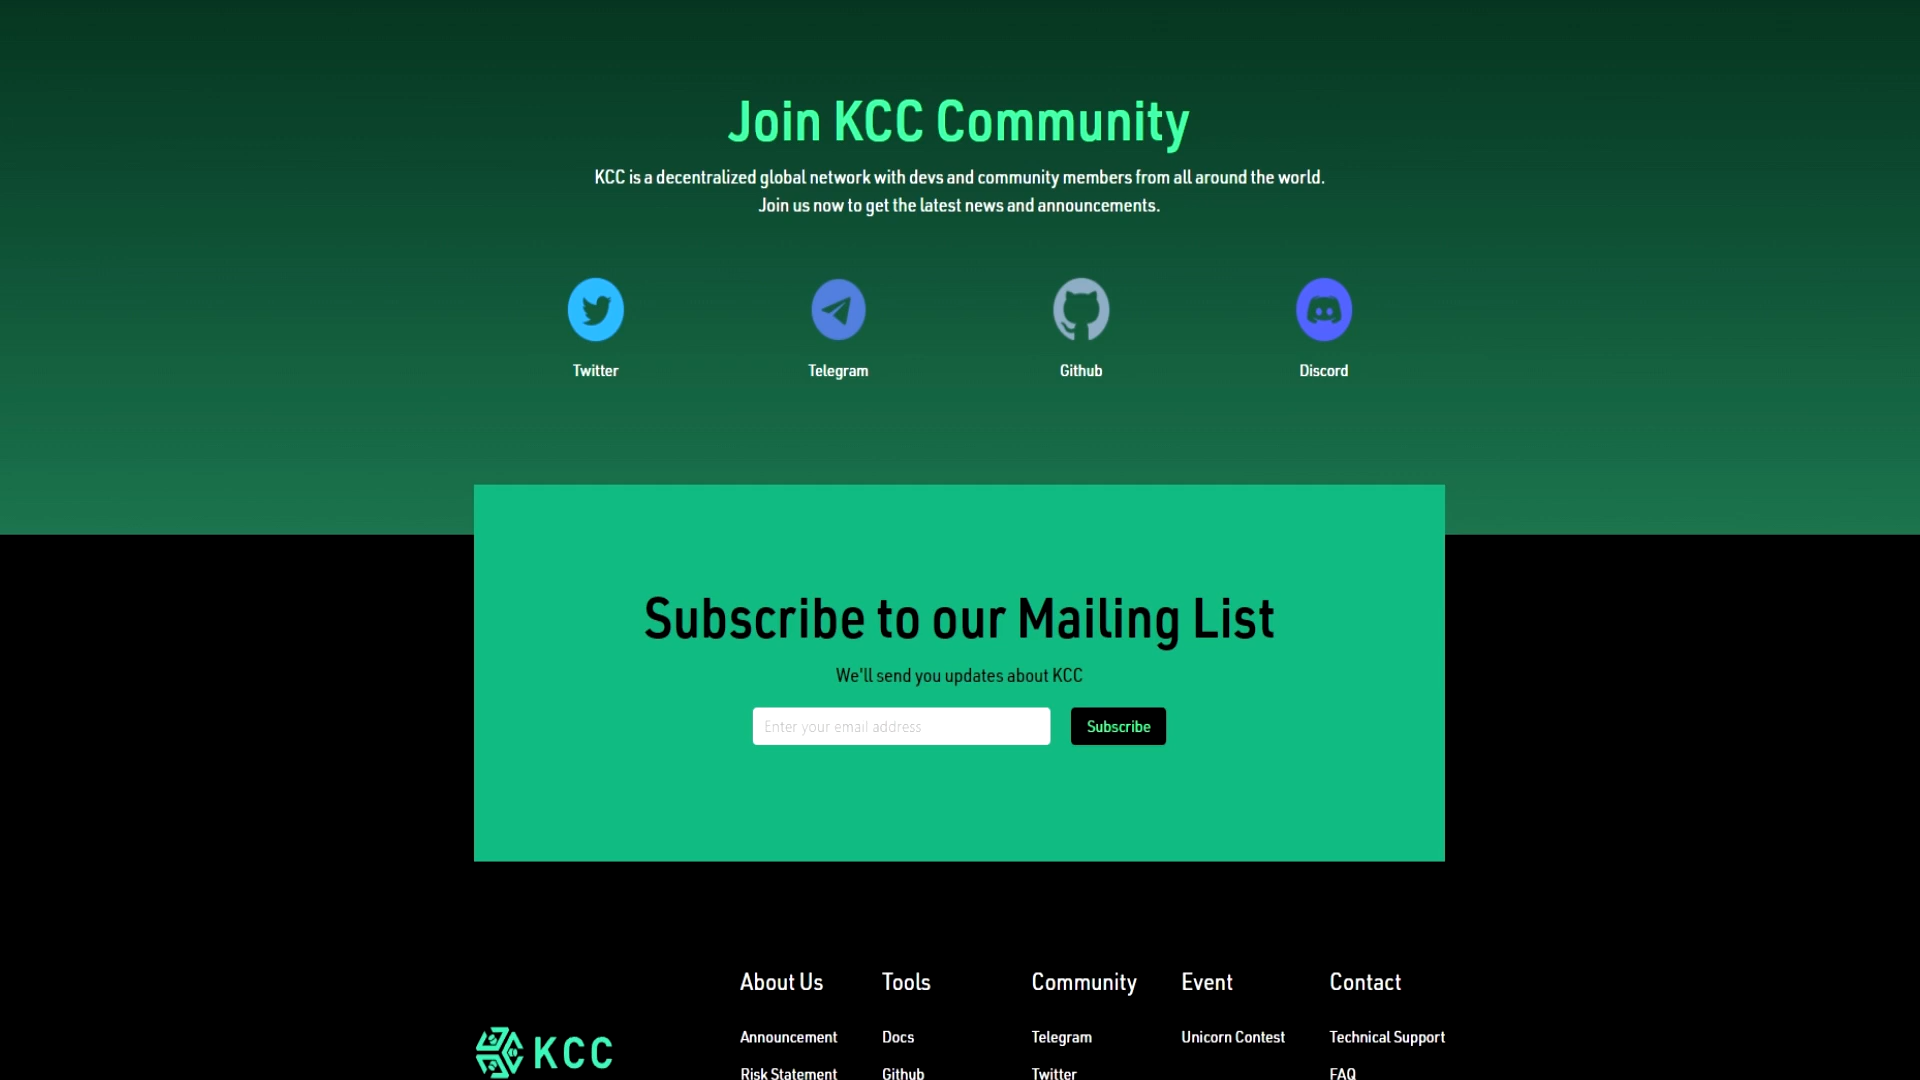 Join KCC Community
KCC is a decentralized global network with devs and community members from all around the world.
Join us now to get the latest news and announcements.
Twitter
Telegram
Github
Discord
Subscribe to our Mailing List
We'll send you updates about KCC
Enter your email address
Subscribe
KCC
About Us
Announcement
Risk Statement
Tools
Docs
Github
Community
Telegram
Twitter
Event
Unicorn Contest
Contact
Technical Support
FAQ